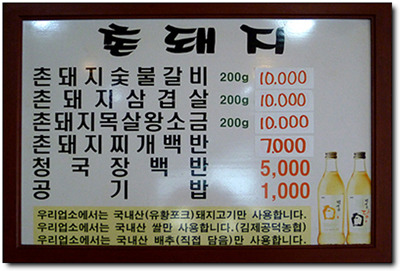 촌돼지
촌돼지숯불갈비 200g 10.000
촌돼지삼겹살 200g 10.000
촌돼지목살왕소금 200g 10.000
촌돼지찌개백반 7.000
청국장백반 5,000
공기밥 1,000
우리업소에서는 국내산(유황포크)돼지고기만 사용합니다.
우리업소에서는 국내산 쌀만 사용합니다.(김제공덕농협)
우리업소에서는 국내산 배추(직접 담음)만 사용합니다.